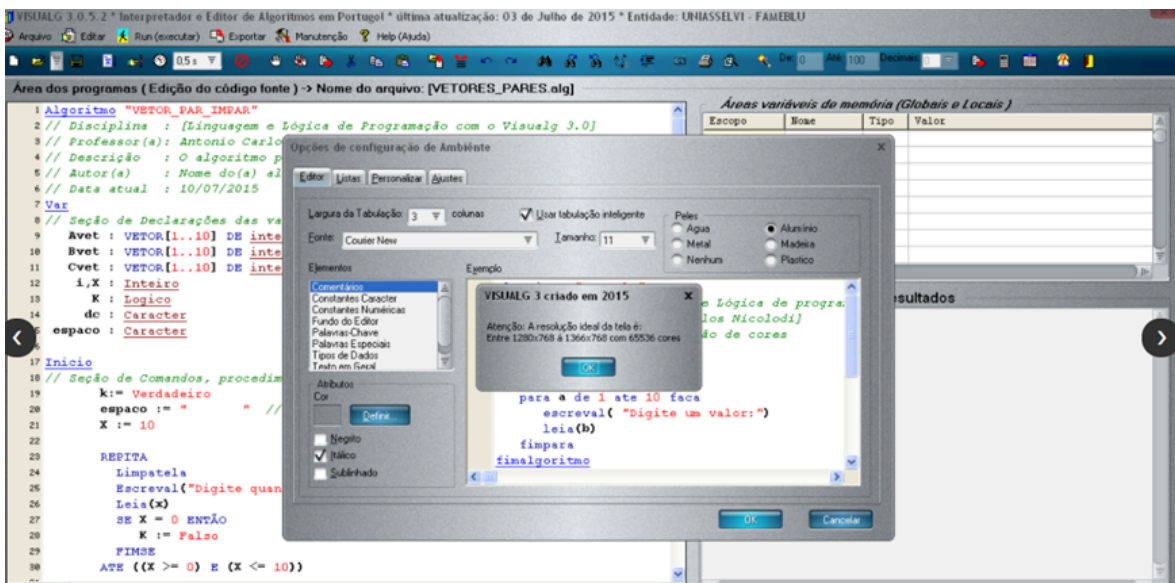 VISUALG 3.0.5.2 * Interpretador e Editor de Algoritmos em Portugol * última atualização: 03 de Julho de 2015 * Entidade: UNIASSELVI - FAMEBLU
Arquivo Editar Run (executar) Exportar Manutenção Help (Ajuda)
0,5 s De: 0 Até 100 Decimais 0
Área dos programas ( Edição do código fonte ) -> Nome do arquivo: [VETORES_PARES.alg]
1 Algoritmo "VETOR_PAR_IMPAR"
2 // Disciplina : [Linguagem e Lógica de Programação com o Visualg 3.0]
3 // Professor(a): Antonio Carlo
4 // Descrição : O algoritmo p
5 // Autor(a) : Nome do(a) al
6 // Data atual : 10/07/2015
7 Var
8 // Seção de Declarações das va
9 Avet : VETOR[1..10] DE inte
10 Bvet : VETOR[1..10] DE inte
11 Cvet : VETOR[1..10] DE inte
12 i,X : Inteiro
13 K : Logico
14 dc : Caracter
espaco : Caracter
17 Inicio
18 // Seção de Comandos, procedim
19 k:= Verdadeiro
20 espaco := " " //
21 X := 10
22
23 REPITA
24 Limpatela
25 Escreval("Digite quan
26 Leia(x)
27 SE X = 0 ENTÃO
28 K := Falso
29 FIMSE
30 ATE ((X >= 0) E (X <= 10))
Áreas variáveis de memória (Globais e Locais )
Escopo Nome Tipo Valor
sultados
Opções de configuração de Ambiênte x
Editor Listas Personalizar Ajustes
Largura da Tabulação: 3 colunas Usar tabulação inteligente
Fonte: Courier New Tamanho: 11
Peles
Agua Alumínio
Metal Madeira
Nenhum Plastico
Elementos
Comentários
Constantes Caracter
Constantes Numéricas
Fundo do Editor
Palavras-Chave
Palavras Especiais
Tipos de Dados
Texto em Geral
Atributos
Cor
Definir...
Negrito
Itálico
Sublinhado
Exemplo
e Lógica de progra
los Nicolodi]
ão de cores
para a de 1 ate 10 faca
escreval( "Digite um valor:")
leia(b)
fimpara
fimalgoritmo
OK Cancelar
VISUALG 3 criado em 2015 x
Atenção: A resolução ideal da tela é:
Entre 1280x768 à 1366x768 com 65536 cores
OK